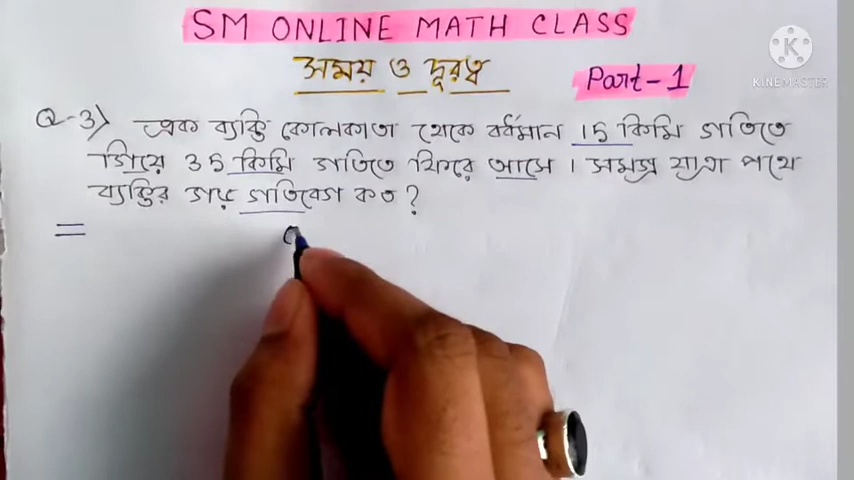 SM ONLINE MATH CLASS
সময় ও দূরত্ব
Part-1
K
KINEMASTER
Q-3) এক ব্যক্তি কোলকাতা থেকে বর্ধমান 15 কিমি গতিতে
গিয়ে 35 কিমি গতিতে ফিরে আসে । সমগ্র যাত্রা পথে
ব্যক্তির গড় গতিবেগ কত?
=